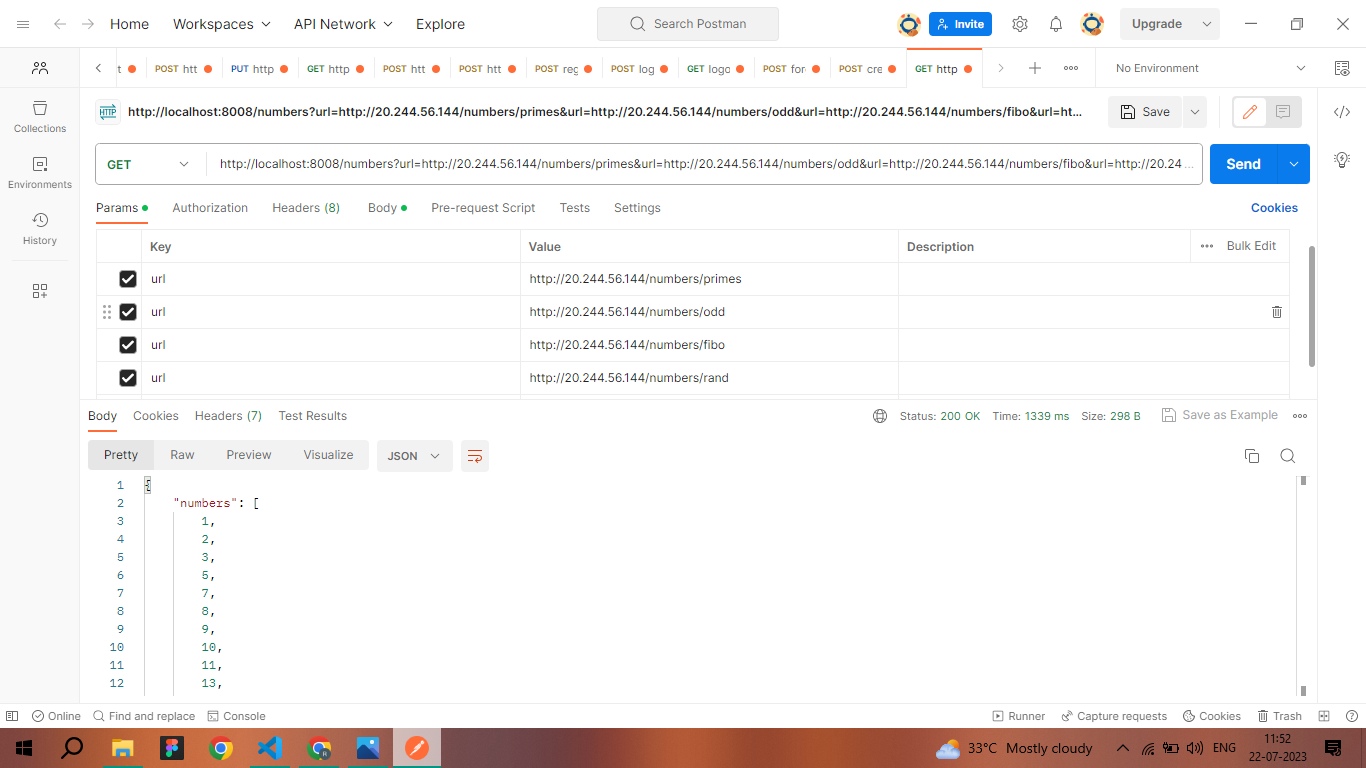 Home Workspaces API Network Explore Search Postman Invite Upgrade
t POST htt PUT http GET http POST htt POST htt POST reg POST log GET logo POST for POST cre GET http No Environment
http://localhost:8008/numbers?url=http://20.244.56.144/numbers/primes&url=http://20.244.56.144/numbers/odd&url=http://20.244.56.144/numbers/fibo&url=ht... Save
GET http://localhost:8008/numbers?url=http://20.244.56.144/numbers/primes&url=http://20.244.56.144/numbers/odd&url=http://20.244.56.144/numbers/fibo&url=http://20.24 ... Send
Collections
Environments
History
Params Authorization Headers (8) Body Pre-request Script Tests Settings Cookies
Key Value Description Bulk Edit
url http://20.244.56.144/numbers/primes
url http://20.244.56.144/numbers/odd
url http://20.244.56.144/numbers/fibo
url http://20.244.56.144/numbers/rand
Body Cookies Headers (7) Test Results Status: 200 OK Time: 1339 ms Size: 298 B Save as Example
Pretty Raw Preview Visualize JSON
1 {
2 "numbers": [
3 1,
4 2,
5 3,
6 5,
7 7,
8 8,
9 9,
10 10,
11 11,
12 13,
Online Find and replace Console Runner Capture requests Cookies Trash
33°C Mostly cloudy ENG 11:52
22-07-2023